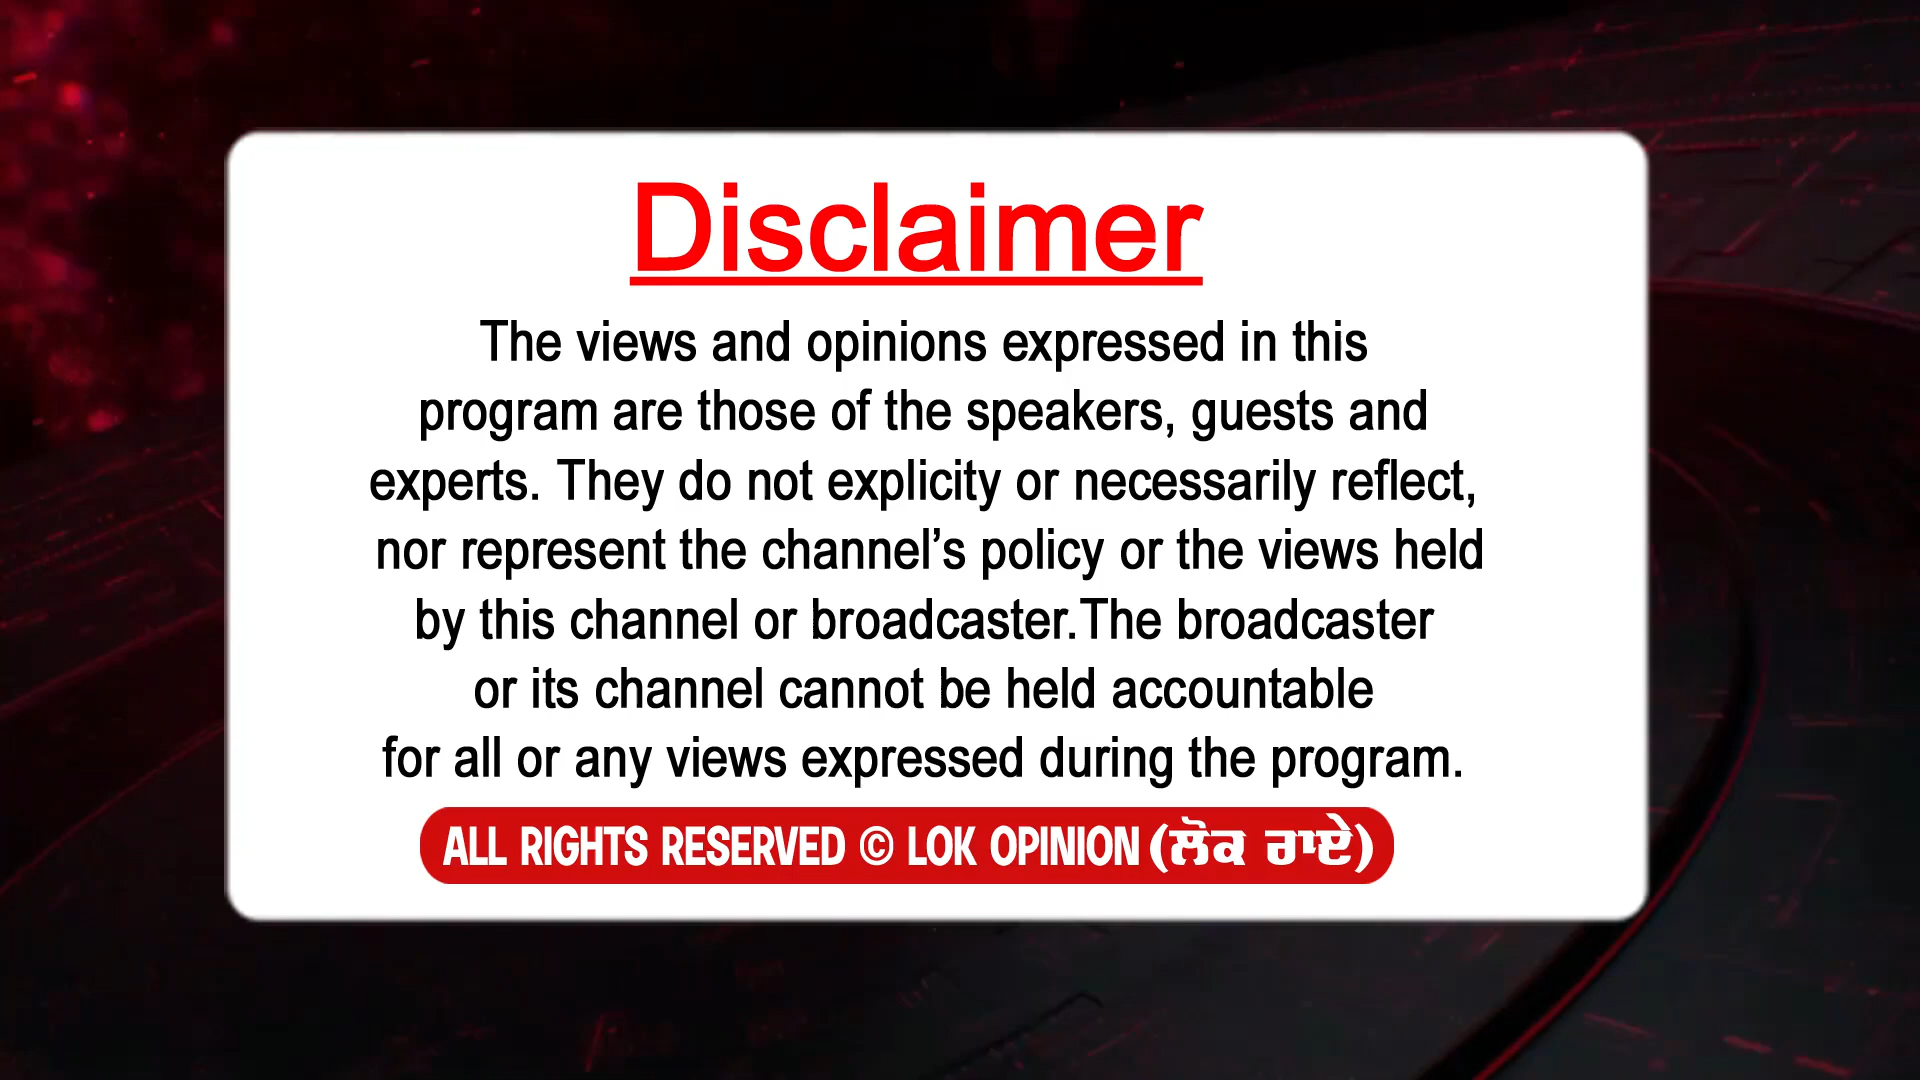 Disclaimer
The views and opinions expressed in this
program are those of the speakers, guests and
experts. They do not explicity or necessarily reflect,
nor represent the channel’s policy or the views held
by this channel or broadcaster.The broadcaster
or its channel cannot be held accountable
for all or any views expressed during the program.
ALL RIGHTS RESERVED © LOK OPINION (ਲੋਕ ਰਾਏ)